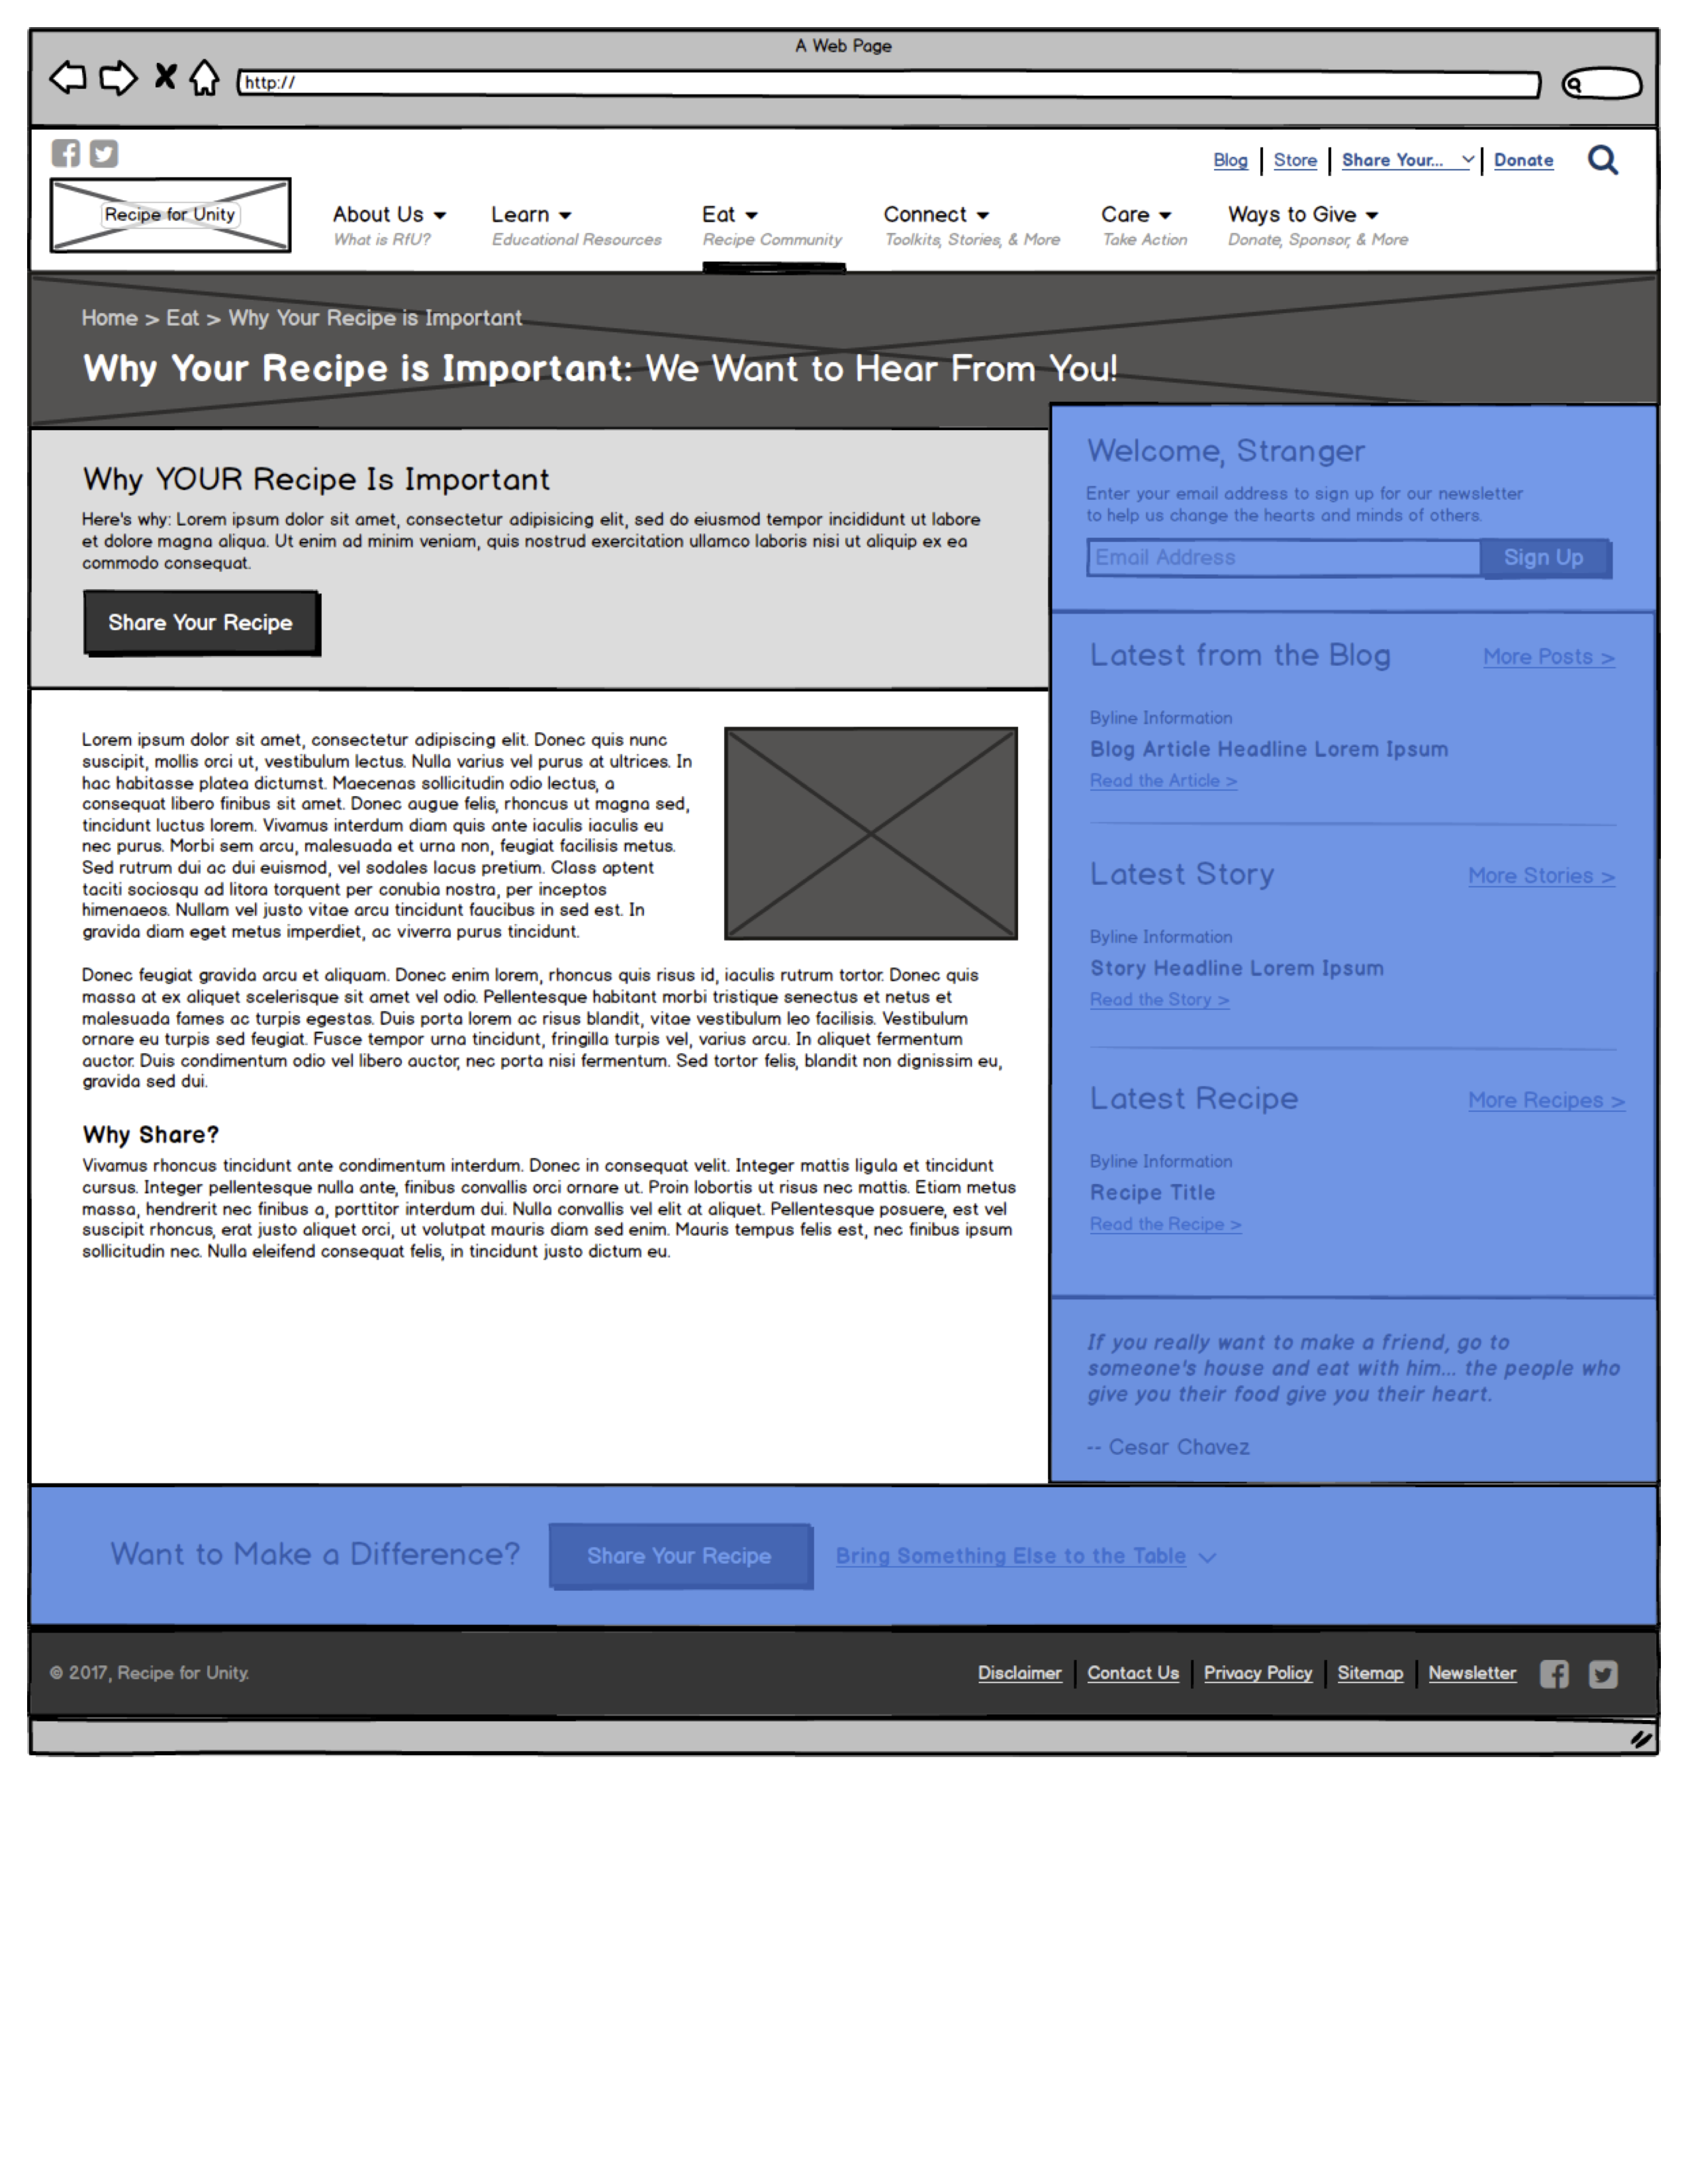 A Web Page
http://
Blog
Store
Share Your...
Donate
Recipe for Unity
About Us
What is RfU?
Learn
Educational Resources
Eat
Recipe Community
Connect
Toolkits, Stories, & More
Care
Take Action
Ways to Give
Donate, Sponsor, & More
Home > Eat > Why Your Recipe is Important
Why Your Recipe is Important: We Want to Hear From You!
Why YOUR Recipe Is Important
Here's why: Lorem ipsum dolor sit amet, consectetur adipisicing elit, sed do eiusmod tempor incididunt ut labore
et dolore magna aliqua. Ut enim ad minim veniam, quis nostrud exercitation ullamco laboris nisi ut aliquip ex ea
commodo consequat.
Share Your Recipe
Lorem ipsum dolor sit amet, consectetur adipiscing elit. Donec quis nunc
suscipit, mollis orci ut, vestibulum lectus. Nulla varius vel purus at ultrices. In
hac habitasse platea dictumst. Maecenas sollicitudin odio lectus, a
consequat libero finibus sit amet. Donec augue felis, rhoncus ut magna sed,
tincidunt luctus lorem. Vivamus interdum diam quis ante iaculis iaculis eu
nec purus. Morbi sem arcu, malesuada et urna non, feugiat facilisis metus.
Sed rutrum dui ac dui euismod, vel sodales lacus pretium. Class aptent
taciti sociosqu ad litora torquent per conubia nostra, per inceptos
himenaeos. Nullam vel justo vitae arcu tincidunt faucibus in sed est. In
gravida diam eget metus imperdiet, ac viverra purus tincidunt.
Donec feugiat gravida arcu et aliquam. Donec enim lorem, rhoncus quis risus id, iaculis rutrum tortor. Donec quis
massa at ex aliquet scelerisque sit amet vel odio. Pellentesque habitant morbi tristique senectus et netus et
malesuada fames ac turpis egestas. Duis porta lorem ac risus blandit, vitae vestibulum leo facilisis. Vestibulum
ornare eu turpis sed feugiat. Fusce tempor urna tincidunt, fringilla turpis vel, varius arcu. In aliquet fermentum
auctor. Duis condimentum odio vel libero auctor, nec porta nisi fermentum. Sed tortor felis, blandit non dignissim eu,
gravida sed dui.
Why Share?
Vivamus rhoncus tincidunt ante condimentum interdum. Donec in consequat velit. Integer mattis ligula et tincidunt
cursus. Integer pellentesque nulla ante, finibus convallis orci ornare ut. Proin lobortis ut risus nec mattis. Etiam metus
massa, hendrerit nec finibus a, porttitor interdum dui. Nulla convallis vel elit at aliquet. Pellentesque posuere, est vel
suscipit rhoncus, erat justo aliquet orci, ut volutpat mauris diam sed enim. Mauris tempus felis est, nec finibus ipsum
sollicitudin nec. Nulla eleifend consequat felis, in tincidunt justo dictum eu.
Welcome, Stranger
Enter your email address to sign up for our newsletter
to help us change the hearts and minds of others.
Email Address
Sign Up
Latest from the Blog
More Posts >
Byline Information
Blog Article Headline Lorem Ipsum
Read the Article >
Latest Story
More Stories >
Byline Information
Story Headline Lorem Ipsum
Read the Story >
Latest Recipe
More Recipes >
Byline Information
Recipe Title
Read the Recipe >
If you really want to make a friend, go to
someone's house and eat with him... the people who
give you their food give you their heart.
-- Cesar Chavez
Want to Make a Difference?
Share Your Recipe
Bring Something Else to the Table
© 2017, Recipe for Unity.
Disclaimer
Contact Us
Privacy Policy
Sitemap
Newsletter